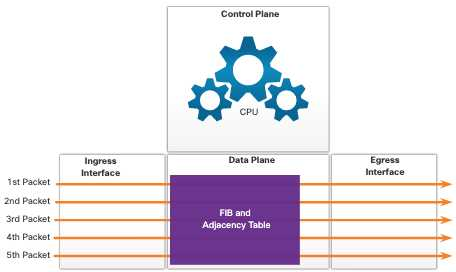 Control Plane
CPU
Ingress
Interface
Data Plane
Egress
Interface
1st Packet
2nd Packet
3rd Packet
4th Packet
5th Packet
FIB and
Adjacency Table